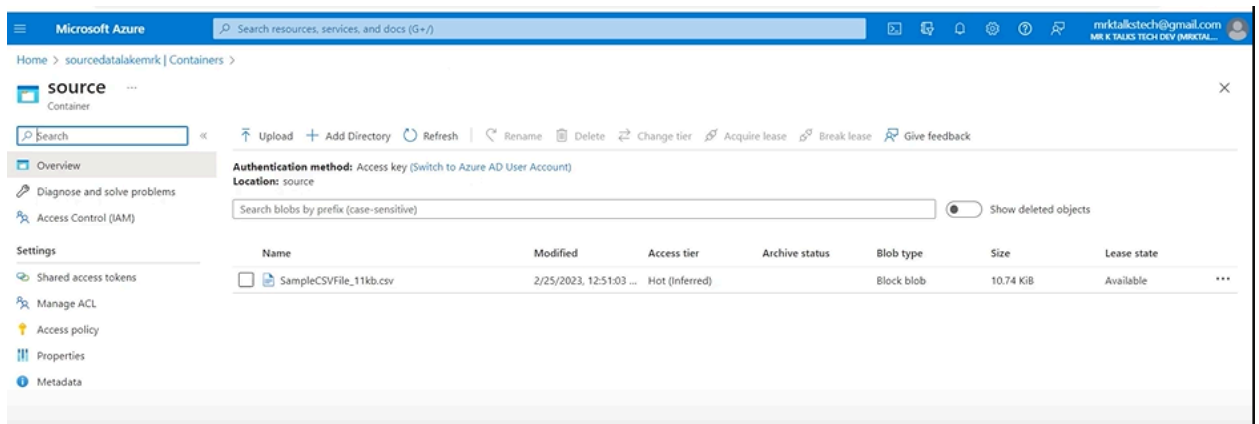 Microsoft Azure
Search resources, services, and docs (G+/)
mrktalkstech@gmail.com
MR K TALKS TECH DEV (MRKTAL...
Home > sourcedatalakemrk | Containers >
source ...
Container
Search
«
Upload + Add Directory Refresh Rename Delete Change tier Acquire lease Break lease Give feedback
Overview
Diagnose and solve problems
Access Control (IAM)
Settings
Shared access tokens
Manage ACL
Access policy
Properties
Metadata
Authentication method: Access key (Switch to Azure AD User Account)
Location: source
Search blobs by prefix (case-sensitive)
Show deleted objects
Name Modified Access tier Archive status Blob type Size Lease state
SampleCSVFile_11kb.csv 2/25/2023, 12:51:03 ... Hot (Inferred) Block blob 10.74 KiB Available ...